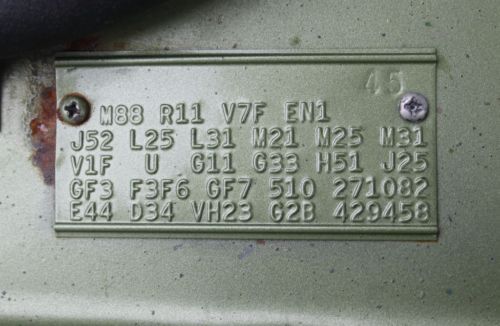 45
M88 R11 V7F EN1
J52 L25 L31 M21 M25 M31
V1F U G11 G33 H51 J25
GF3 F3F6 GF7 510 271082
E44 D34 VH23 G2B 429458